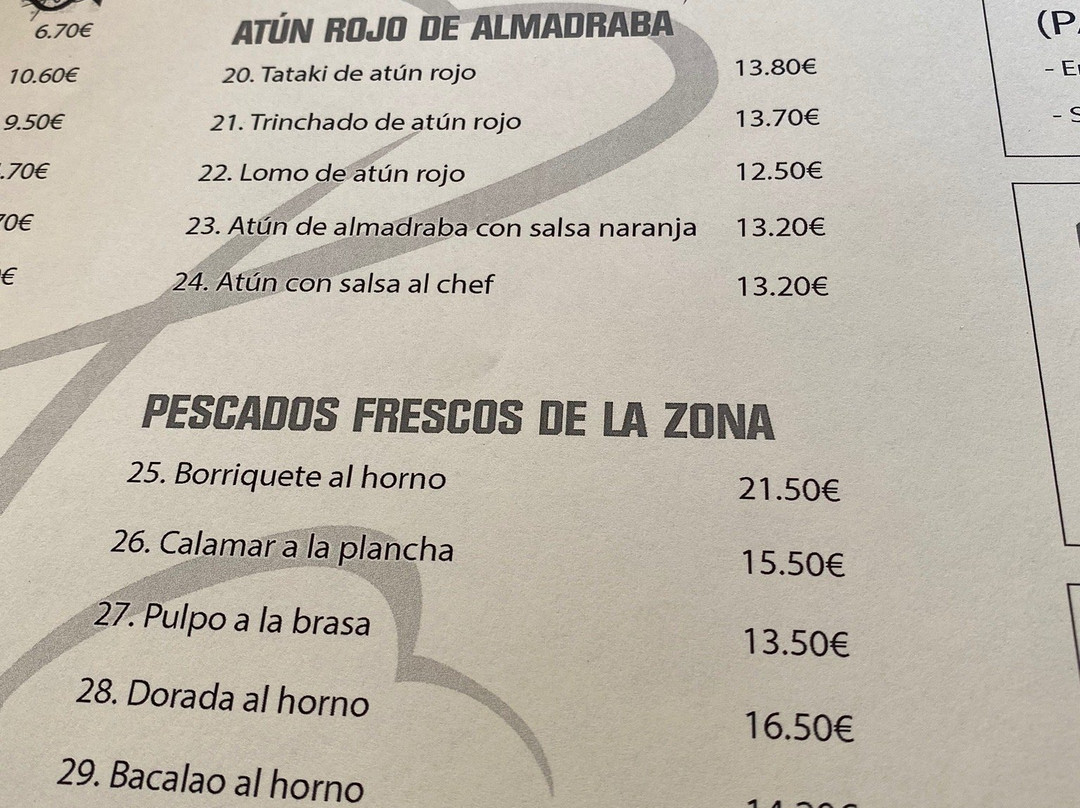 6.70€
10.60€
9.50€
.70€
70€
€
ATÚN ROJO DE ALMADRABA
20. Tataki de atún rojo 13.80€
21. Trinchado de atún rojo 13.70€
22. Lomo de atún rojo 12.50€
23. Atún de almadraba con salsa naranja 13.20€
24. Atún con salsa al chef 13.20€
PESCADOS FRESCOS DE LA ZONA
25. Borriquete al horno 21.50€
26. Calamar a la plancha 15.50€
27. Pulpo a la brasa 13.50€
28. Dorada al horno 16.50€
29. Bacalao al horno